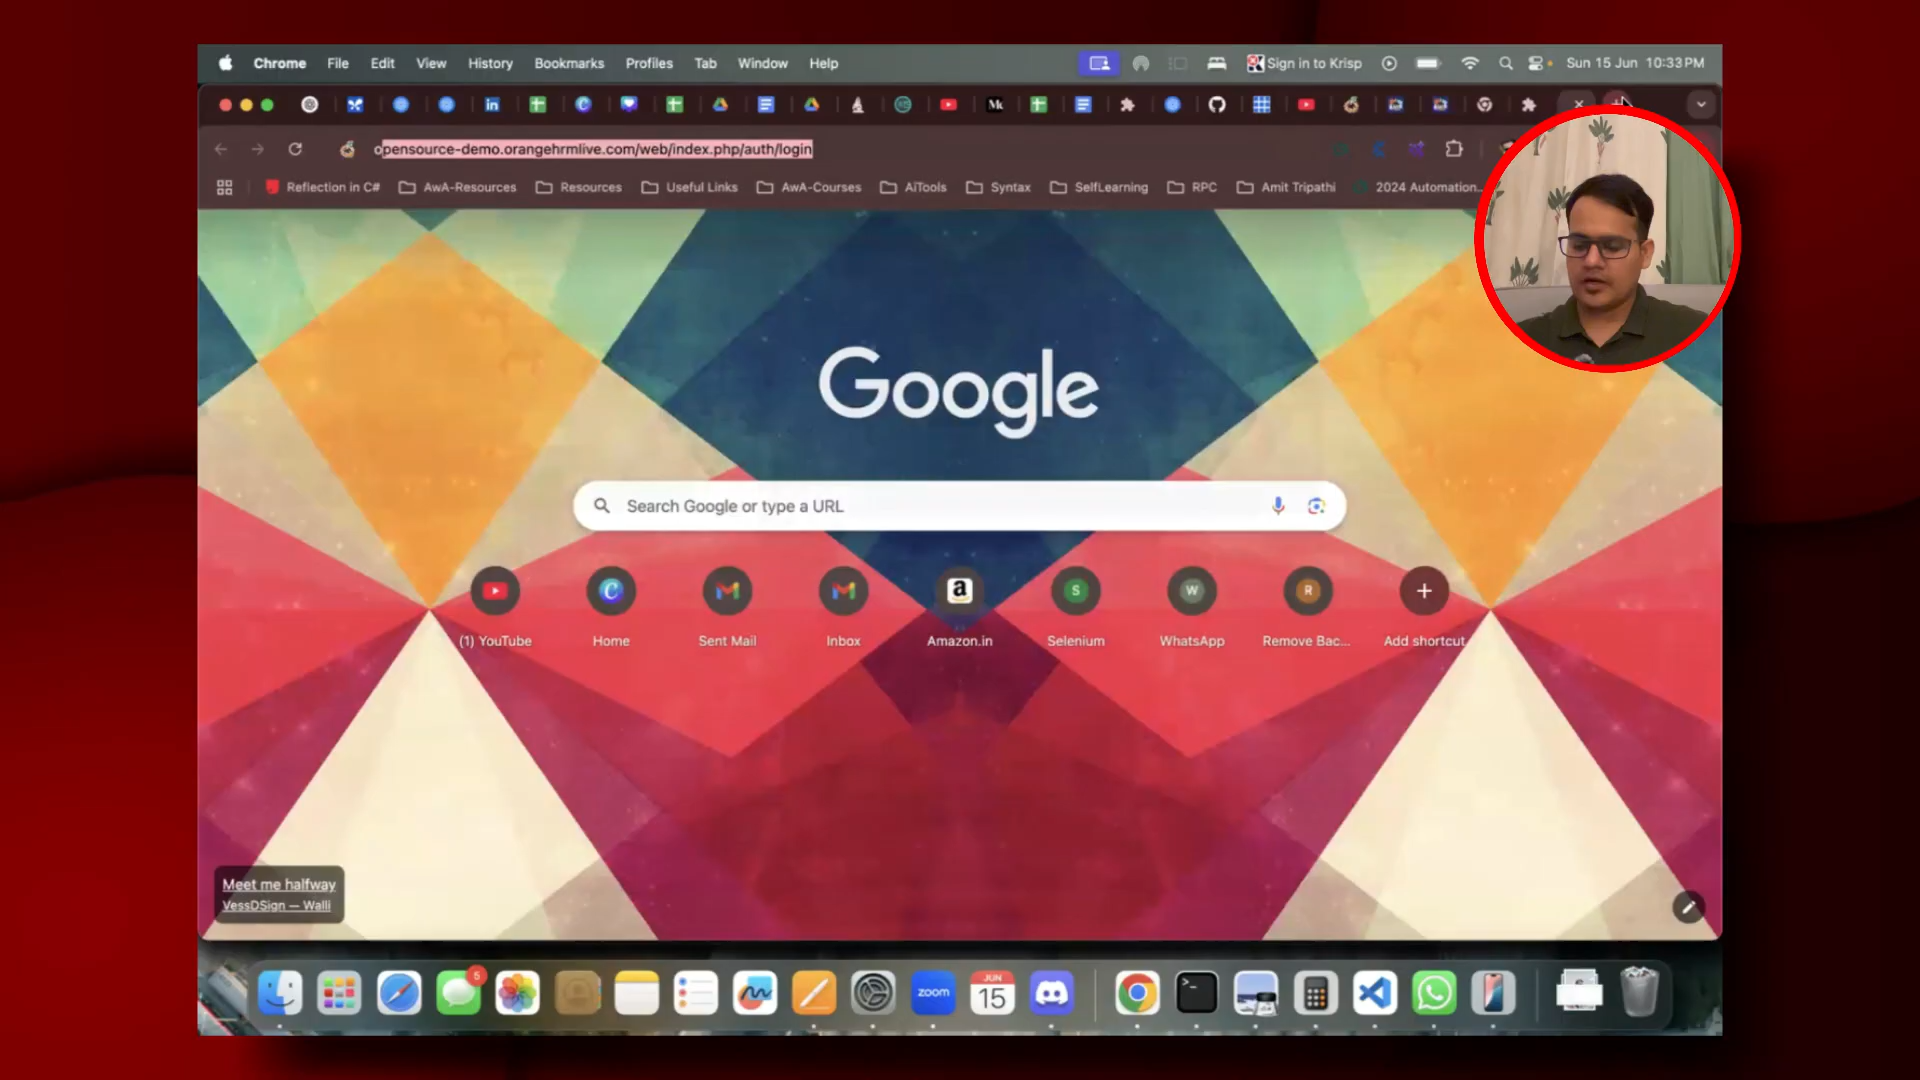 Chrome File Edit View History Bookmarks Profiles Tab Window Help Sign in to Krisp Sun 15 Jun 10:33 PM
opensource-demo.orangehrmlive.com/web/index.php/auth/login
Reflection in C# AwA-Resources Resources Useful Links AwA-Courses AiTools Syntax SelfLearning RPC Amit Tripathi 2024 Automation...
Google
Search Google or type a URL
(1) YouTube Home Sent Mail Inbox Amazon.in Selenium WhatsApp Remove Bac... Add shortcut
S W R
Meet me halfway
VessDSign — Walli
5
zoom
JUN
15